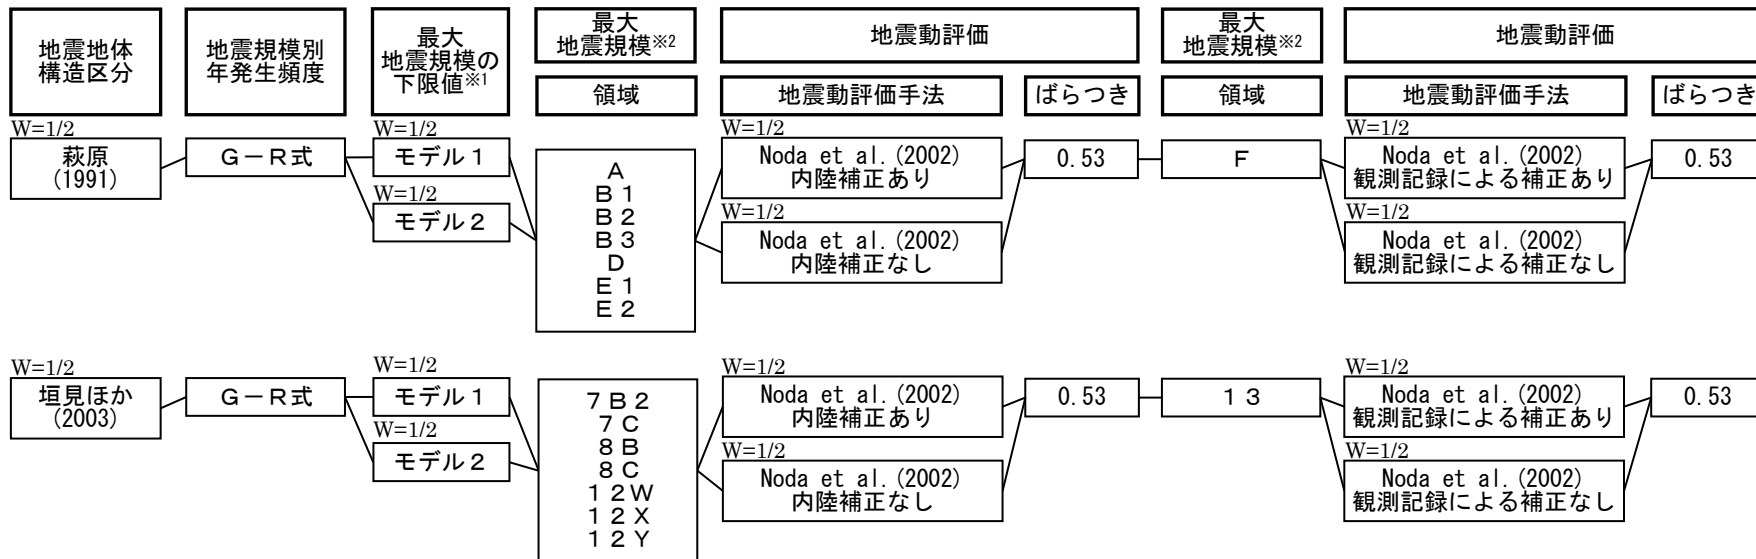 地震地体
構造区分
地震規模別
年発生頻度
最大
地震規模の
下限値※1
最大
地震規模※2
地震動評価
最大
地震規模※2
地震動評価
領域
地震動評価手法
ばらつき
領域
地震動評価手法
ばらつき
W=1/2
萩原
(1991)
G－R式
W=1/2
モデル1
W=1/2
モデル2
A
B1
B2
B3
D
E1
E2
W=1/2
Noda et al.(2002)
内陸補正あり
W=1/2
Noda et al.(2002)
内陸補正なし
0.53
F
W=1/2
Noda et al.(2002)
観測記録による補正あり
W=1/2
Noda et al.(2002)
観測記録による補正なし
0.53
W=1/2
垣見ほか
(2003)
G－R式
W=1/2
モデル1
W=1/2
モデル2
7B2
7C
8B
8C
12W
12X
12Y
W=1/2
Noda et al.(2002)
内陸補正あり
W=1/2
Noda et al.(2002)
内陸補正なし
0.53
13
W=1/2
Noda et al.(2002)
観測記録による補正あり
W=1/2
Noda et al.(2002)
観測記録による補正なし
0.53